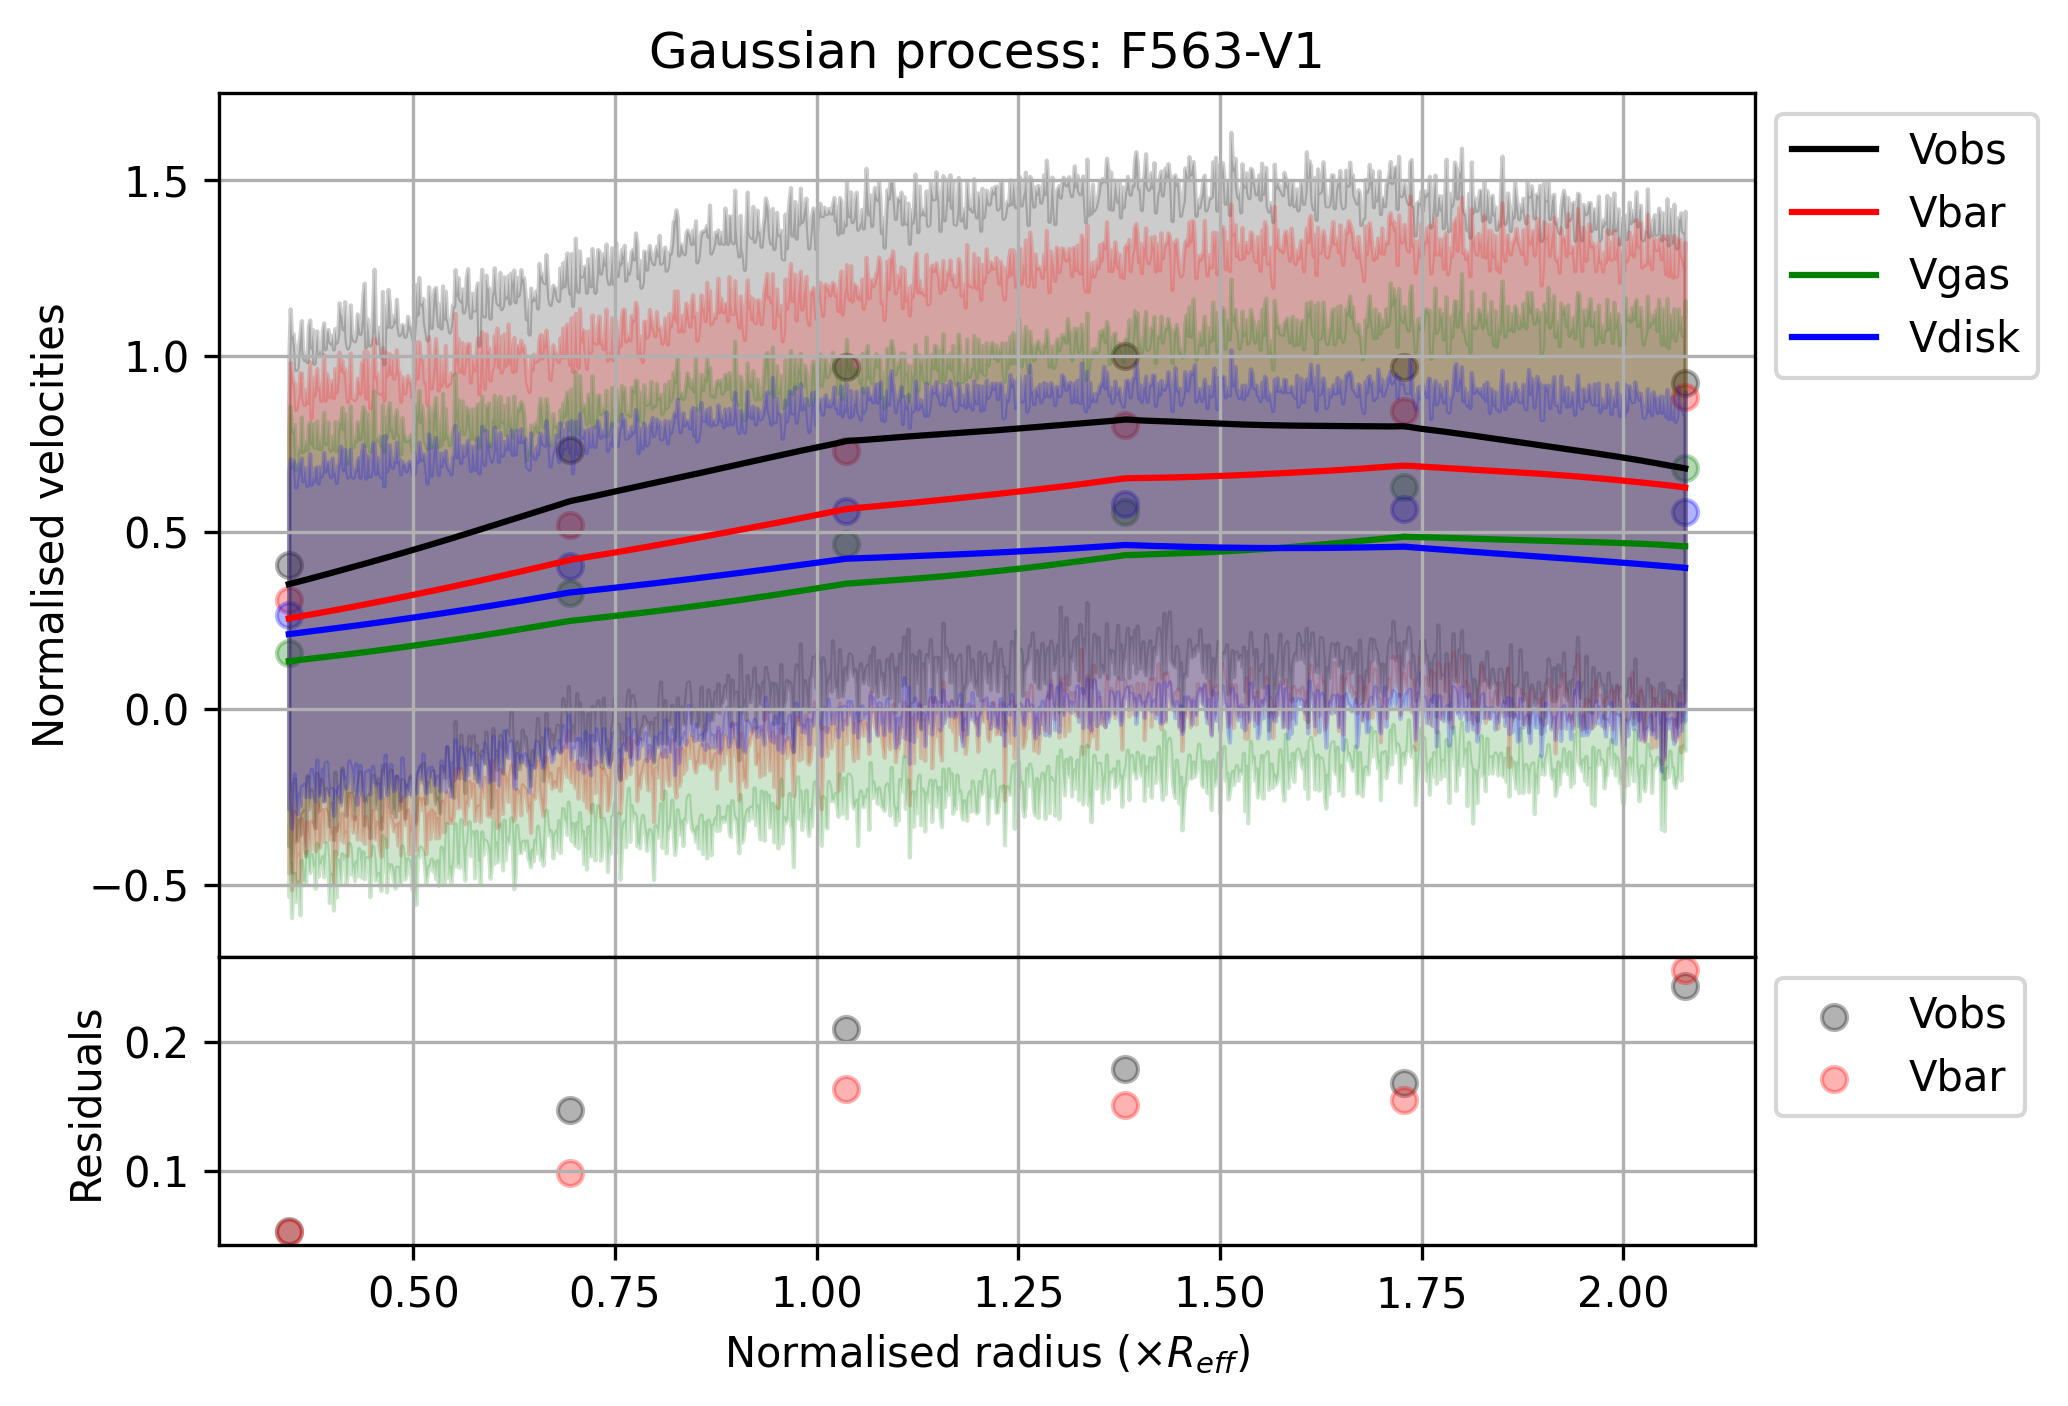 Gaussian process: F563-V1
Normalised velocities
1.5
1.0
0.5
0.0
−0.5
Vobs
Vbar
Vgas
Vdisk
Residuals
0.2
0.1
Vobs
Vbar
0.50 0.75 1.00 1.25 1.50 1.75 2.00
Normalised radius (×R_{eff})